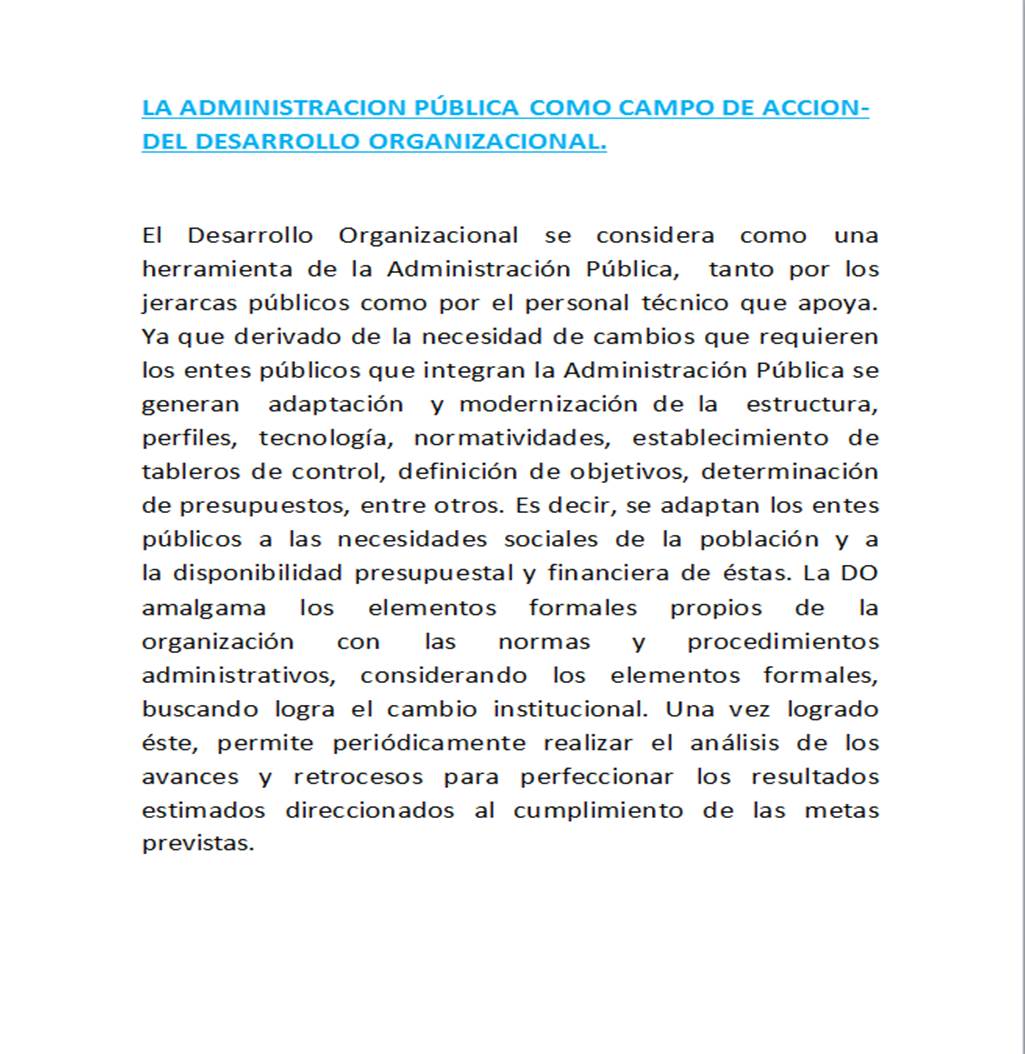 LA ADMINISTRACION PÚBLICA COMO CAMPO DE ACCION-
DEL DESARROLLO ORGANIZACIONAL.
El Desarrollo Organizacional se considera como una
herramienta de la Administración Pública, tanto por los
jerarcas públicos como por el personal técnico que apoya.
Ya que derivado de la necesidad de cambios que requieren
los entes públicos que integran la Administración Pública se
generan adaptación y modernización de la estructura,
perfiles, tecnología, normatividades, establecimiento de
tableros de control, definición de objetivos, determinación
de presupuestos, entre otros. Es decir, se adaptan los entes
públicos a las necesidades sociales de la población y a
la disponibilidad presupuestal y financiera de éstas. La DO
amalgama los elementos formales propios de la
organización con las normas y procedimientos
administrativos, considerando los elementos formales,
buscando logra el cambio institucional. Una vez logrado
éste, permite periódicamente realizar el análisis de los
avances y retrocesos para perfeccionar los resultados
estimados direccionados al cumplimiento de las metas
previstas.